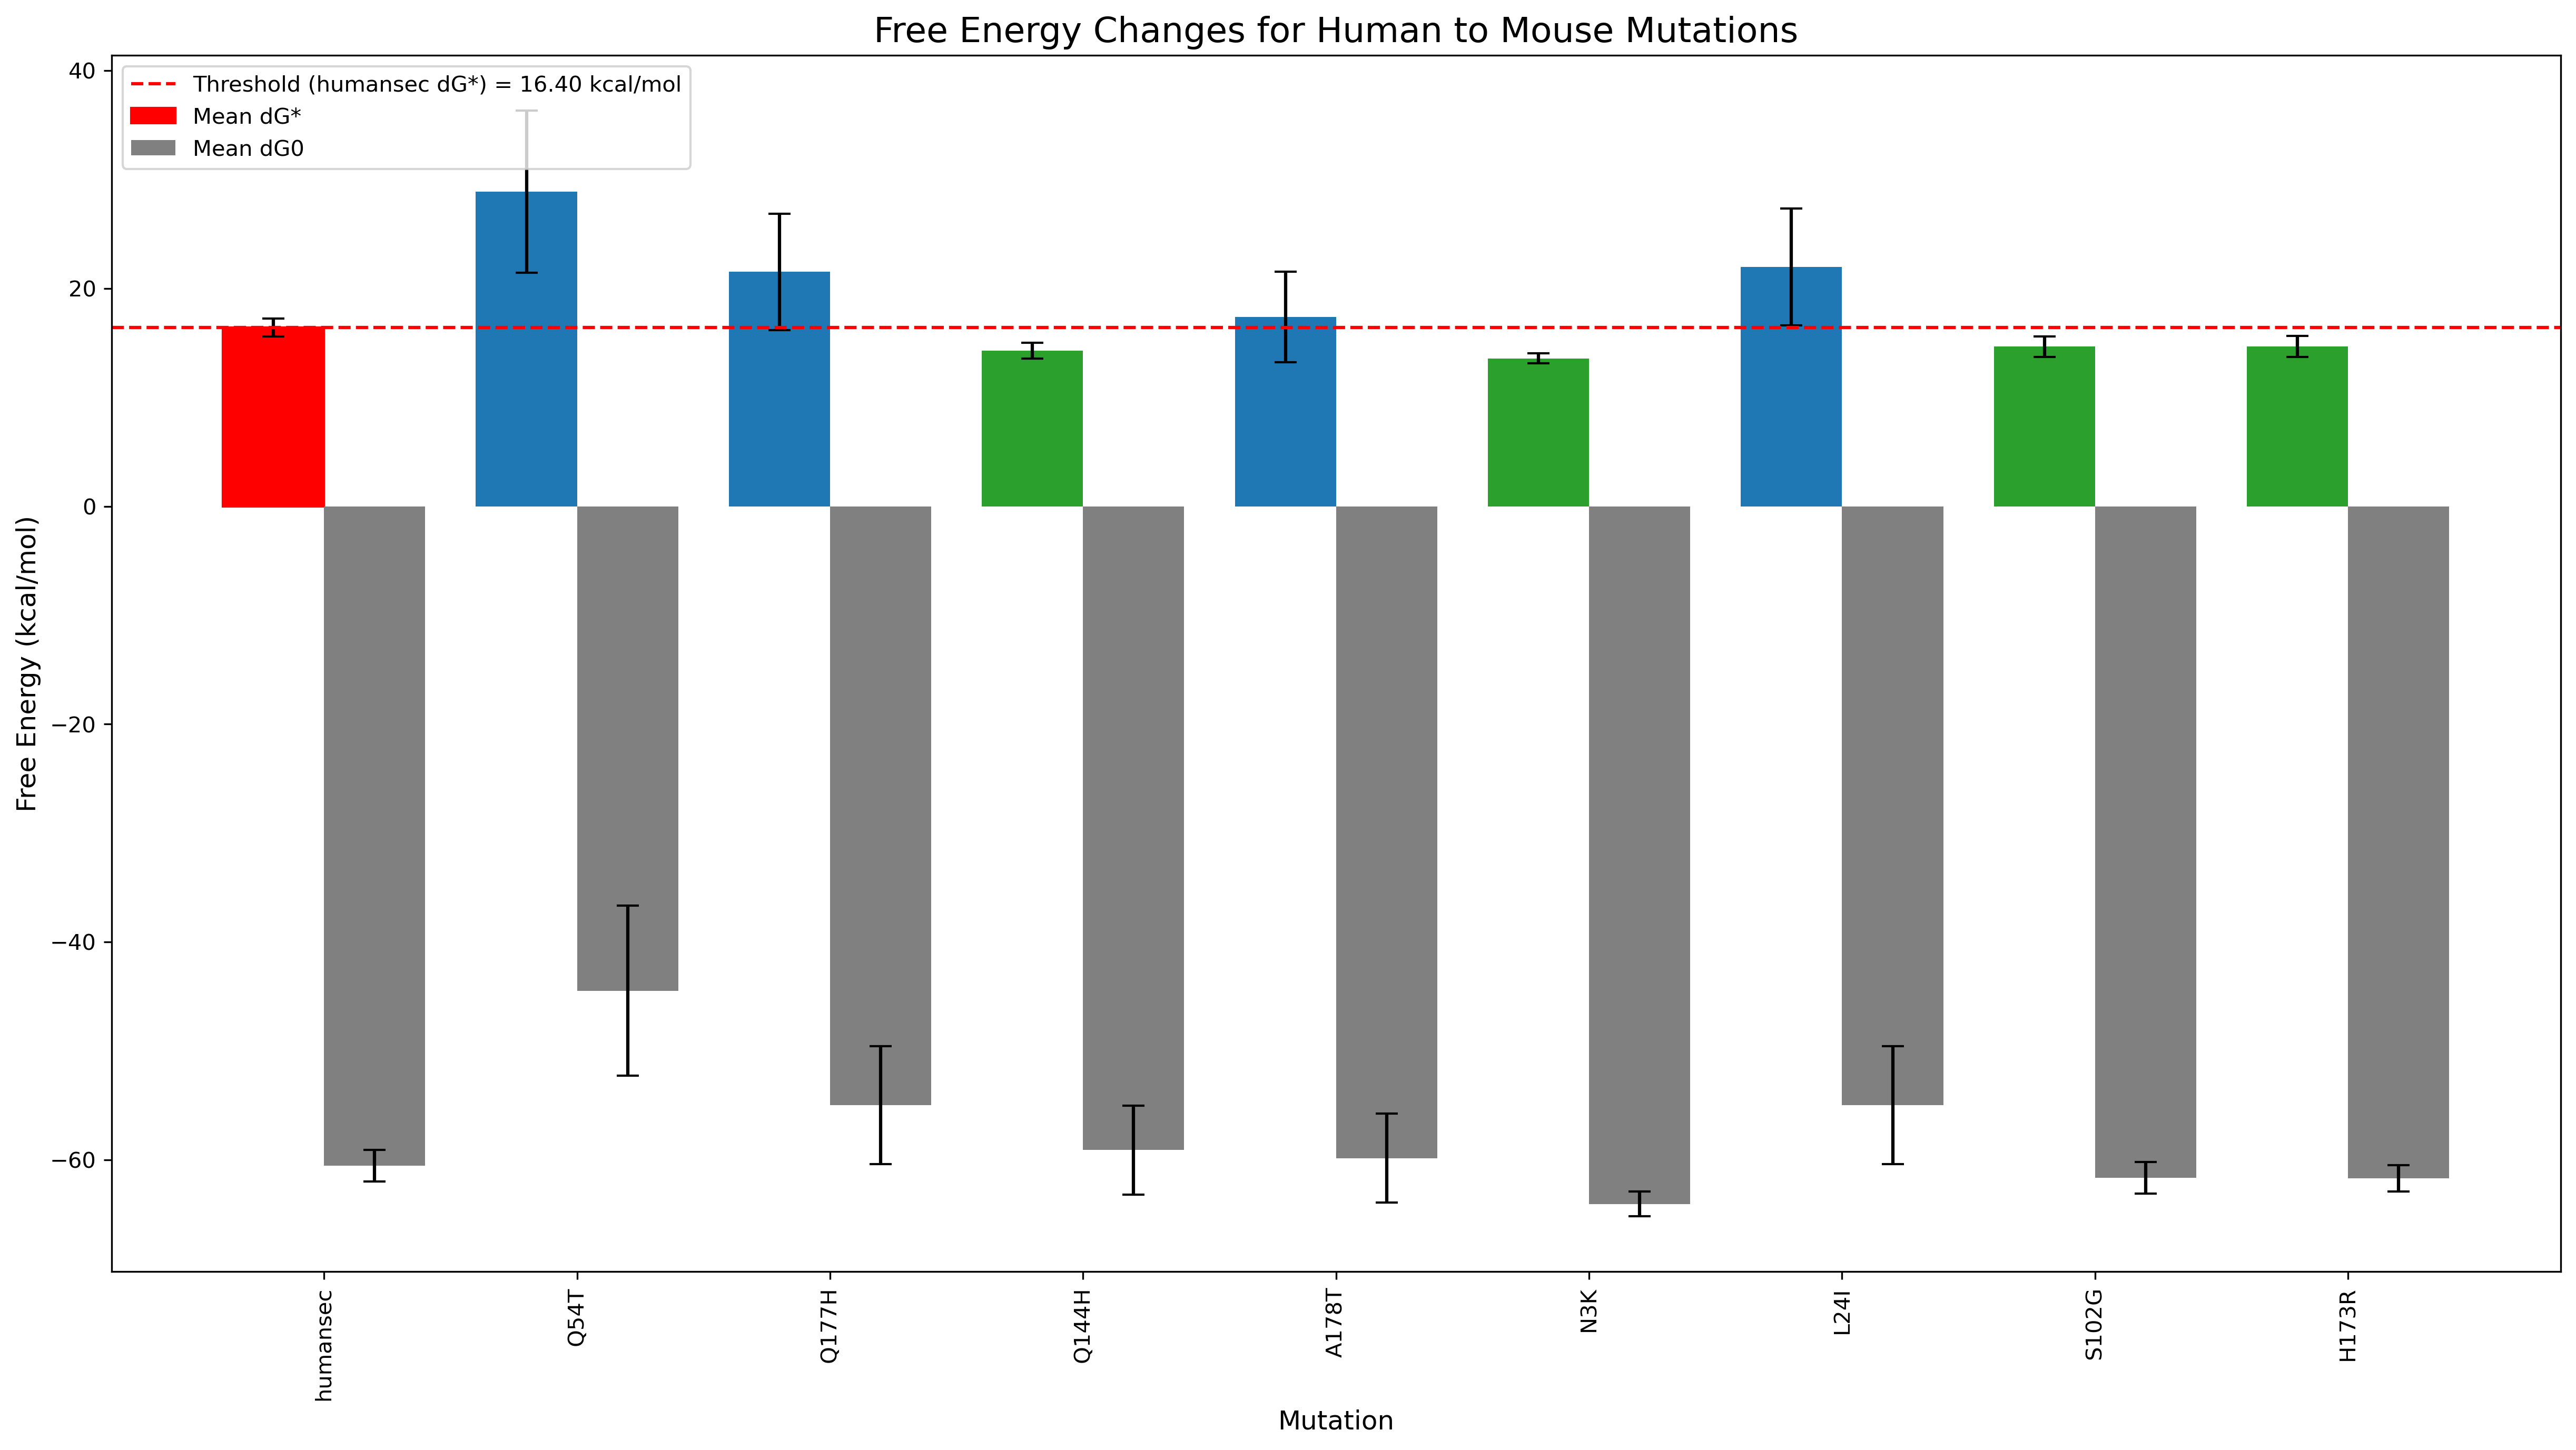 Free Energy Changes for Human to Mouse Mutations
Threshold (humansec dG*) = 16.40 kcal/mol
Mean dG*
Mean dG0
Free Energy (kcal/mol)
40
20
0
−20
−40
−60
humansec
Q54T
Q177H
Q144H
A178T
N3K
L24I
S102G
H173R
Mutation